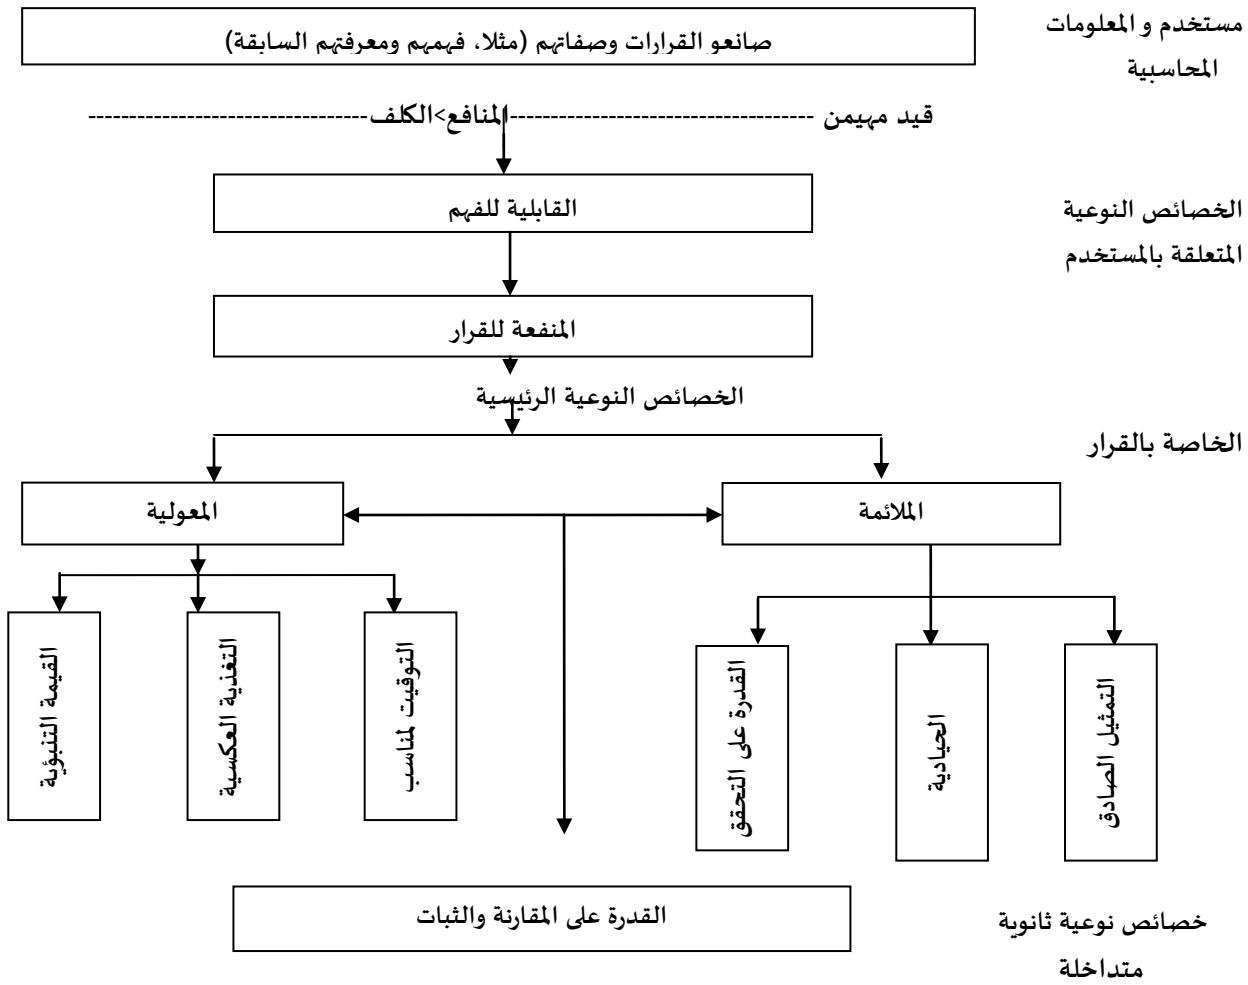 مستخدم و المعلومات
المحاسبية
صانعو القرارات وصفاتهم (مثلا، فهمهم ومعرفتهم السابقة)
قيد مهيمن -------------------------------------المنافع>الكلف----------------------------------
الخصائص النوعية
المتعلقة بالمستخدم
القابلية للفهم
المنفعة للقرار
الخصائص النوعية الرئيسية
الخاصة بالقرار
الملائمة
المعولية
التمثيل الصادق
الحيادية
القدرة على التحقق
التوقيت لمناسب
التغذية العكسية
القيمة التنبؤية
القدرة على المقارنة والثبات
خصائص نوعية ثانوية
متداخلة